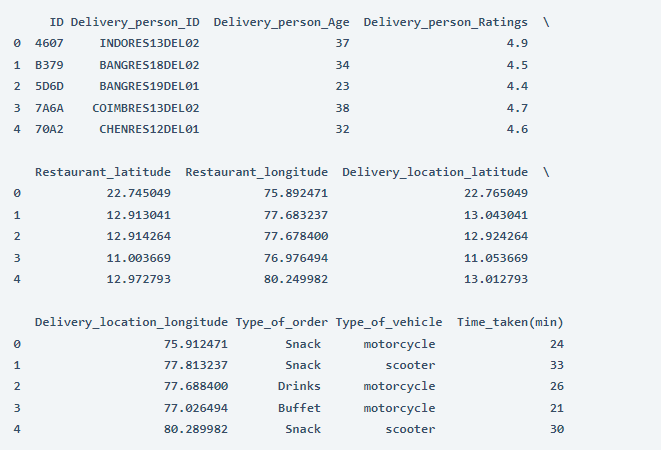 ID Delivery_person_ID Delivery_person_Age Delivery_person_Ratings \
0 4607 INDORES13DEL02 37 4.9
1 B379 BANGRES18DEL02 34 4.5
2 5D6D BANGRES19DEL01 23 4.4
3 7A6A COIMBRES13DEL02 38 4.7
4 70A2 CHENRES12DEL01 32 4.6
Restaurant_latitude Restaurant_longitude Delivery_location_latitude \
0 22.745049 75.892471 22.765049
1 12.913041 77.683237 13.043041
2 12.914264 77.678400 12.924264
3 11.003669 76.976494 11.053669
4 12.972793 80.249982 13.012793
Delivery_location_longitude Type_of_order Type_of_vehicle Time_taken(min)
0 75.912471 Snack motorcycle 24
1 77.813237 Snack scooter 33
2 77.688400 Drinks motorcycle 26
3 77.026494 Buffet motorcycle 21
4 80.289982 Snack scooter 30